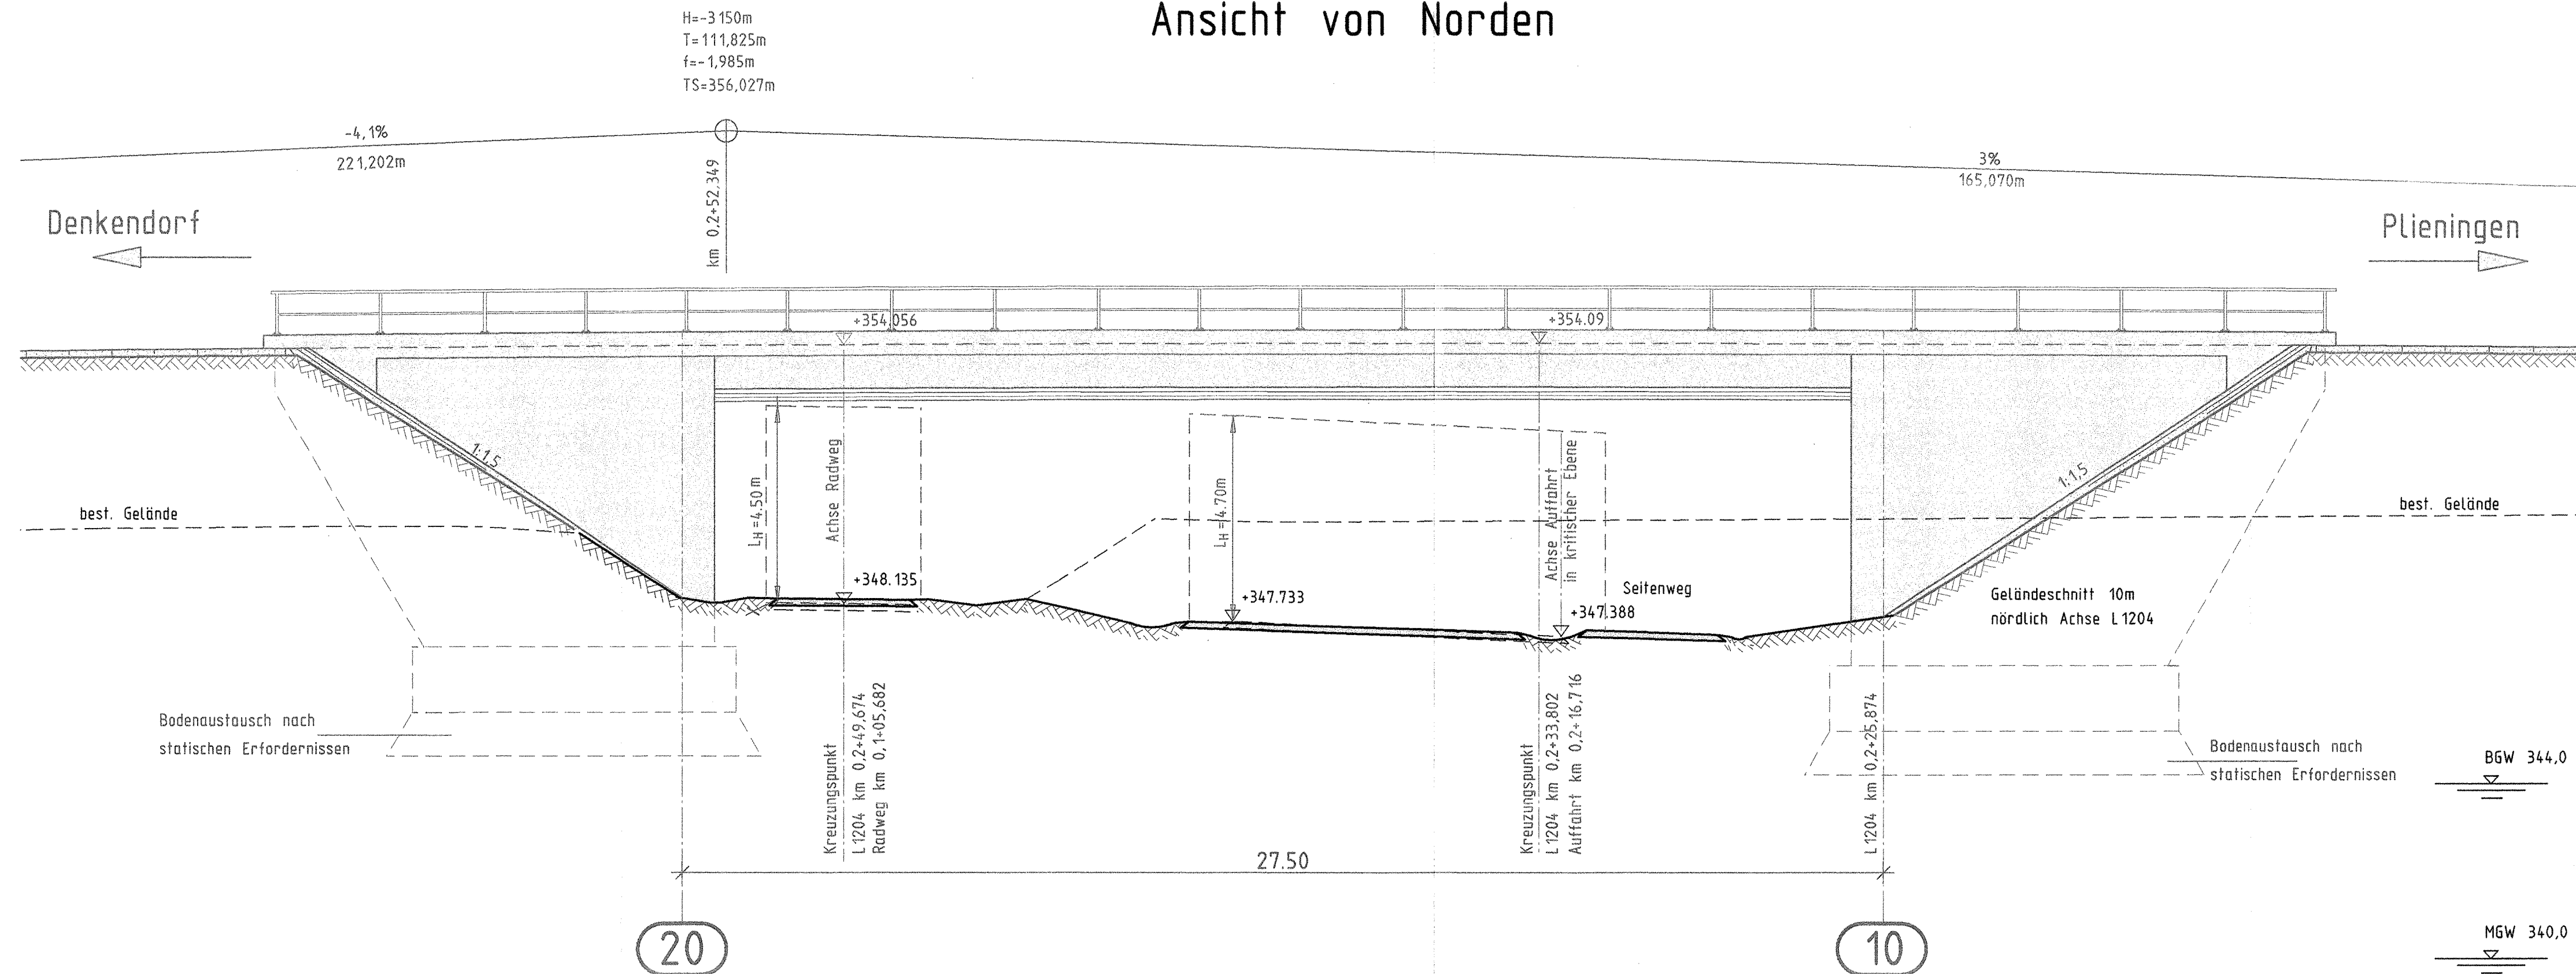 Ansicht von Norden
H=-3150m
T=111,825m
f=-1,985m
TS=356,027m
-4,1%
221,202m
km 0,2+52,349
3%
165,070m
Denkendorf
Plieningen
+354,056
+354.09
1:1,5
LH=4.50m
Achse Radweg
LH=4.70m
Achse Auffahrt
in kritischer Ebene
1:1,5
best. Gelände
best. Gelände
+348.135
+347.733
+347.388
Seitenweg
Geländeschnitt 10m
nördlich Achse L1204
Bodenaustausch nach
statischen Erfordernissen
Kreuzungspunkt
L1204 km 0,2+49,674
Radweg km 0,1+05,682
Kreuzungspunkt
L1204 km 0,2+33,802
Auffahrt km 0,2+16,716
L1204 km 0,2+25,874
Bodenaustausch nach
statischen Erfordernissen
BGW 344,0
27.50
20
10
MGW 340,0